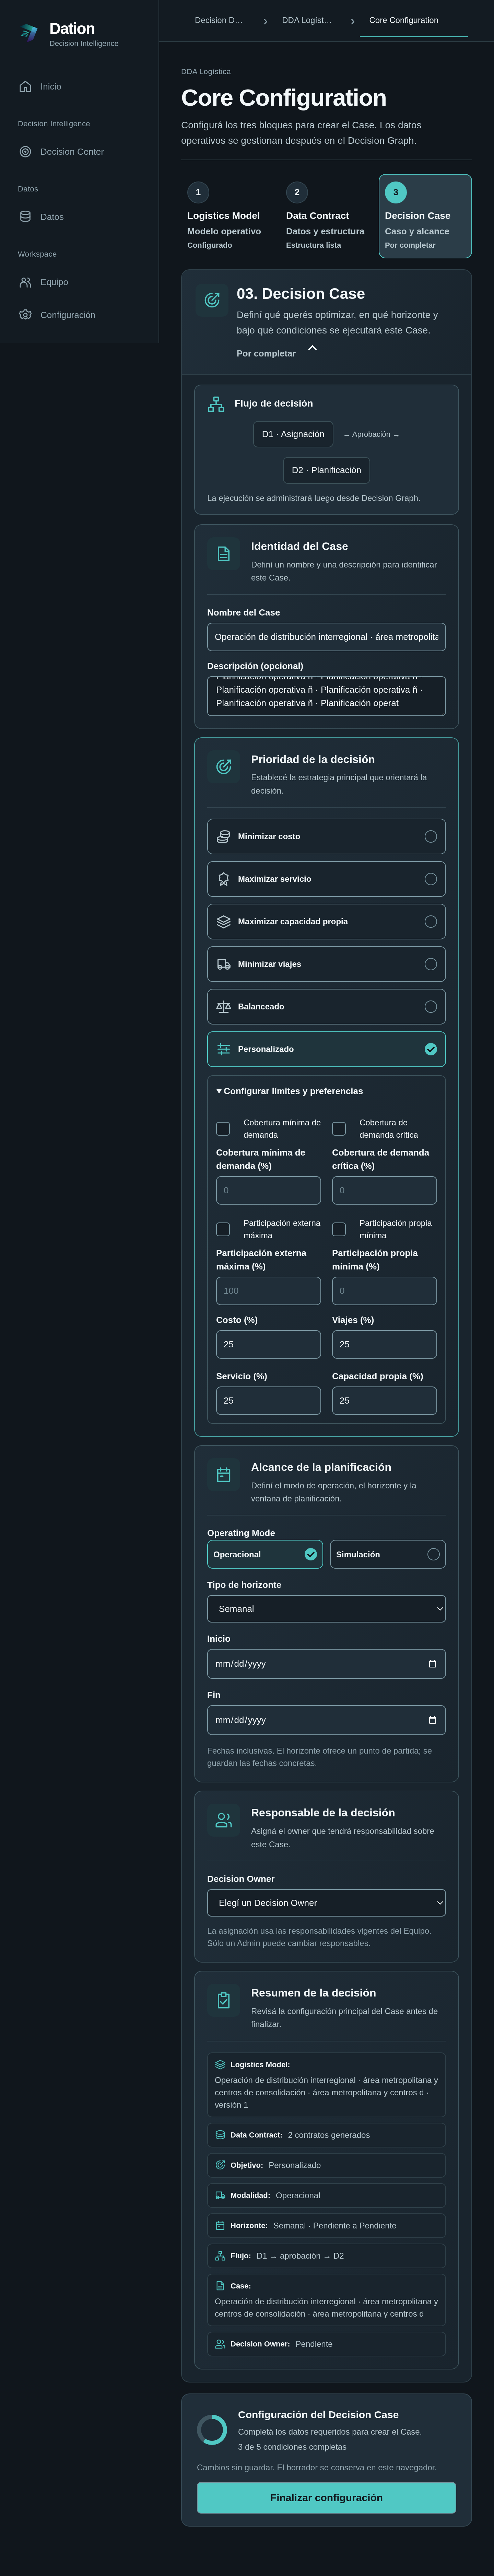 Dation
Decision Intelligence
Inicio
Decision Intelligence
Decision Center
Datos
Datos
Workspace
Equipo
Configuración
Decision D… › DDA Logíst… › Core Configuration
DDA Logística
Core Configuration
Configurá los tres bloques para crear el Case. Los datos
operativos se gestionan después en el Decision Graph.
1
Logistics Model
Modelo operativo
Configurado
2
Data Contract
Datos y estructura
Estructura lista
3
Decision Case
Caso y alcance
Por completar
03. Decision Case
Definí qué querés optimizar, en qué horizonte y
bajo qué condiciones se ejecutará este Case.
Por completar
Flujo de decisión
D1 · Asignación → Aprobación →
D2 · Planificación
La ejecución se administrará luego desde Decision Graph.
Identidad del Case
Definí un nombre y una descripción para identificar
este Case.
Nombre del Case
Operación de distribución interregional · área metropolita
Descripción (opcional)
Planificación operativa ñ · Planificación operativa ñ ·
Planificación operativa ñ · Planificación operativa ñ ·
Planificación operativa ñ · Planificación operat
Prioridad de la decisión
Establecé la estrategia principal que orientará la
decisión.
Minimizar costo
Maximizar servicio
Maximizar capacidad propia
Minimizar viajes
Balanceado
Personalizado
▼ Configurar límites y preferencias
Cobertura mínima de
demanda
Cobertura de
demanda crítica
Cobertura mínima de
demanda (%)
Cobertura de demanda
crítica (%)
0
0
Participación externa
máxima
Participación propia
mínima
Participación externa
máxima (%)
Participación propia
mínima (%)
100
0
Costo (%)
Viajes (%)
25
25
Servicio (%)
Capacidad propia (%)
25
25
Alcance de la planificación
Definí el modo de operación, el horizonte y la
ventana de planificación.
Operating Mode
Operacional
Simulación
Tipo de horizonte
Semanal
Inicio
mm/dd/yyyy
Fin
mm/dd/yyyy
Fechas inclusivas. El horizonte ofrece un punto de partida; se
guardan las fechas concretas.
Responsable de la decisión
Asigná el owner que tendrá responsabilidad sobre
este Case.
Decision Owner
Elegí un Decision Owner
La asignación usa las responsabilidades vigentes del Equipo.
Sólo un Admin puede cambiar responsables.
Resumen de la decisión
Revisá la configuración principal del Case antes de
finalizar.
Logistics Model:
Operación de distribución interregional · área metropolitana y
centros de consolidación · área metropolitana y centros d ·
versión 1
Data Contract: 2 contratos generados
Objetivo: Personalizado
Modalidad: Operacional
Horizonte: Semanal · Pendiente a Pendiente
Flujo: D1 → aprobación → D2
Case:
Operación de distribución interregional · área metropolitana y
centros de consolidación · área metropolitana y centros d
Decision Owner: Pendiente
Configuración del Decision Case
Completá los datos requeridos para crear el Case.
3 de 5 condiciones completas
Cambios sin guardar. El borrador se conserva en este navegador.
Finalizar configuración